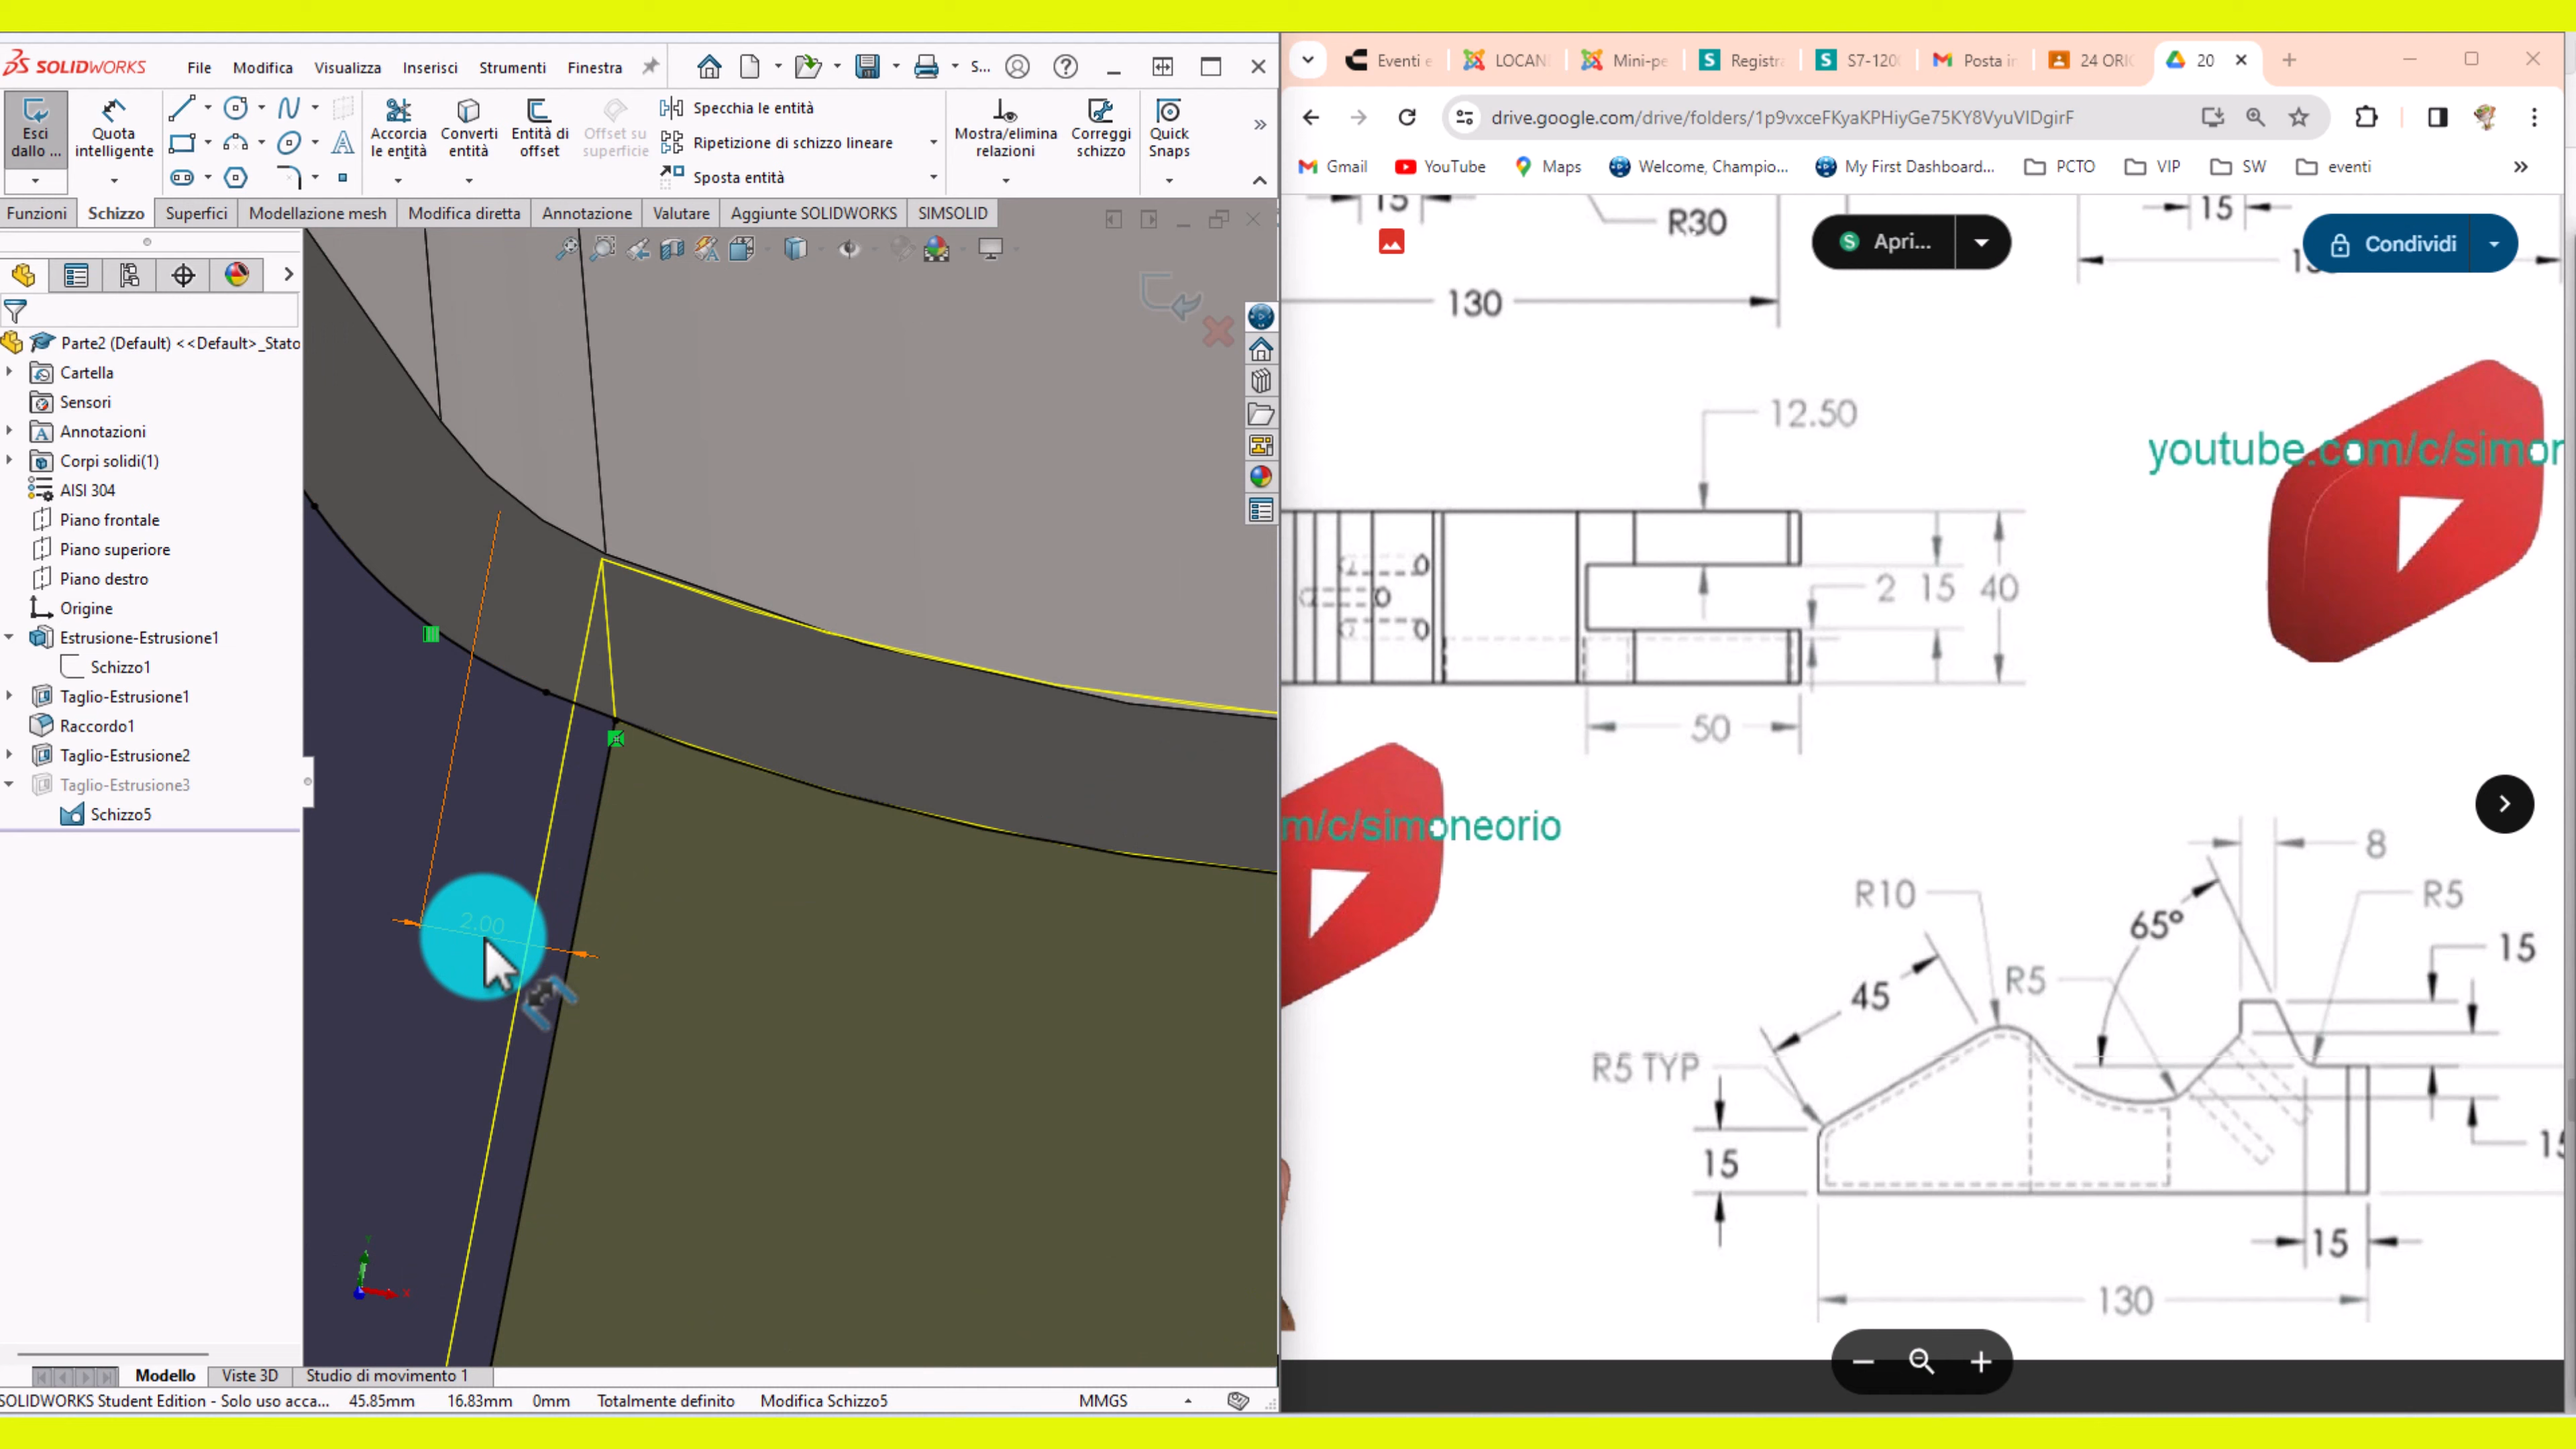 SOLIDWORKS
File
Modifica
Visualizza
Inserisci
Strumenti
Finestra
S...
Esci dallo ...
Quota intelligente
Accorcia le entità
Converti entità
Entità di offset
Offset su superficie
Specchia le entità
Ripetizione di schizzo lineare
Sposta entità
Mostra/elimina relazioni
Correggi schizzo
Quick Snaps
Funzioni
Schizzo
Superfici
Modellazione mesh
Modifica diretta
Annotazione
Valutare
Aggiunte SOLIDWORKS
SIMSOLID
Parte2 (Default) <<Default>_Stato
Cartella
Sensori
Annotazioni
Corpi solidi(1)
AISI 304
Piano frontale
Piano superiore
Piano destro
Origine
Estrusione-Estrusione1
Schizzo1
Taglio-Estrusione1
Raccordo1
Taglio-Estrusione2
Taglio-Estrusione3
Schizzo5
2.00
Y
X
Modello
Viste 3D
Studio di movimento 1
SOLIDWORKS Student Edition - Solo uso acca...
45.85mm
16.83mm
0mm
Totalmente definito
Modifica Schizzo5
MMGS
Eventi e
LOCAN
Mini-pe
Registra
S7-120
Posta in
24 ORI
20
drive.google.com/drive/folders/1p9vxceFKyaKPHiyGe75KY8VyuVIDgirF
Gmail
YouTube
Maps
Welcome, Champio...
My First Dashboard...
PCTO
VIP
SW
eventi
15
R30
130
Apri...
15
Condividi
12.50
youtube.com/c/simon
2
15
40
50
m/c/simoneorio
8
R10
R5
65°
15
45
R5
R5 TYP
15
15
15
130